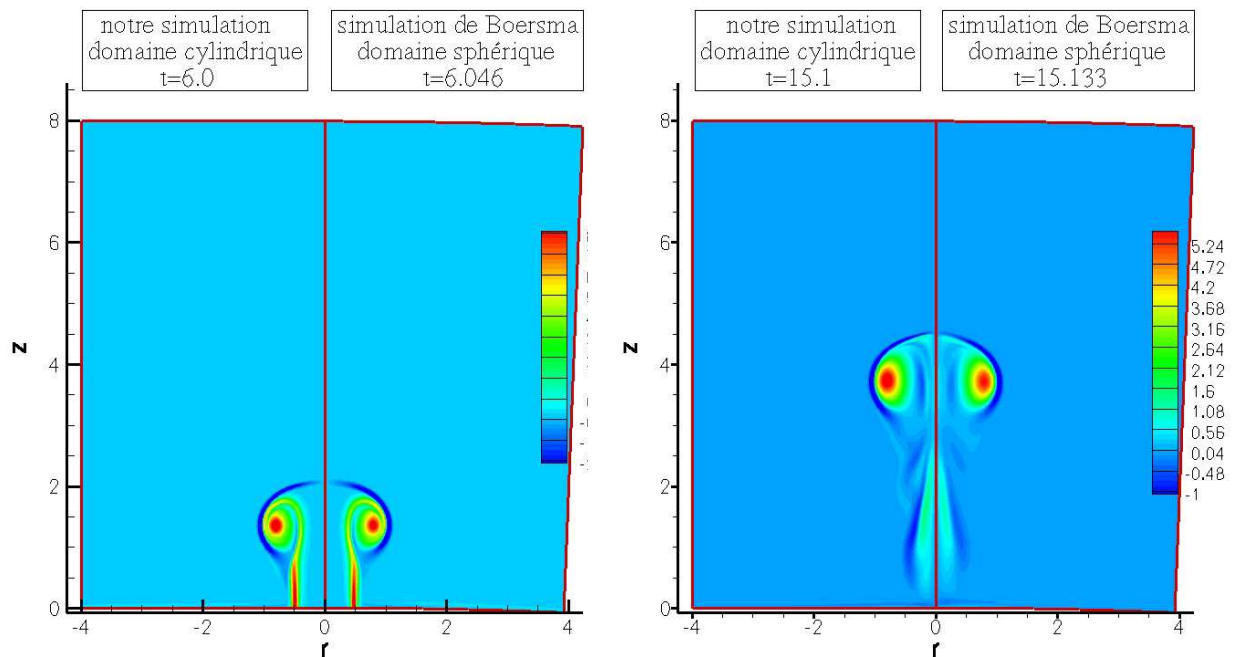 notre simulation
domaine cylindrique
t=6.0
simulation de Boersma
domaine sphérique
t=6.046
8
6
4
2
0
z
-4
-2
0
2
4
r
notre simulation
domaine cylindrique
t=15.1
simulation de Boersma
domaine sphérique
t=15.133
8
6
4
2
0
z
-4
-2
0
2
4
r
5.24
4.72
4.2
3.68
3.16
2.64
2.12
1.6
1.08
0.56
0.04
-0.48
-1